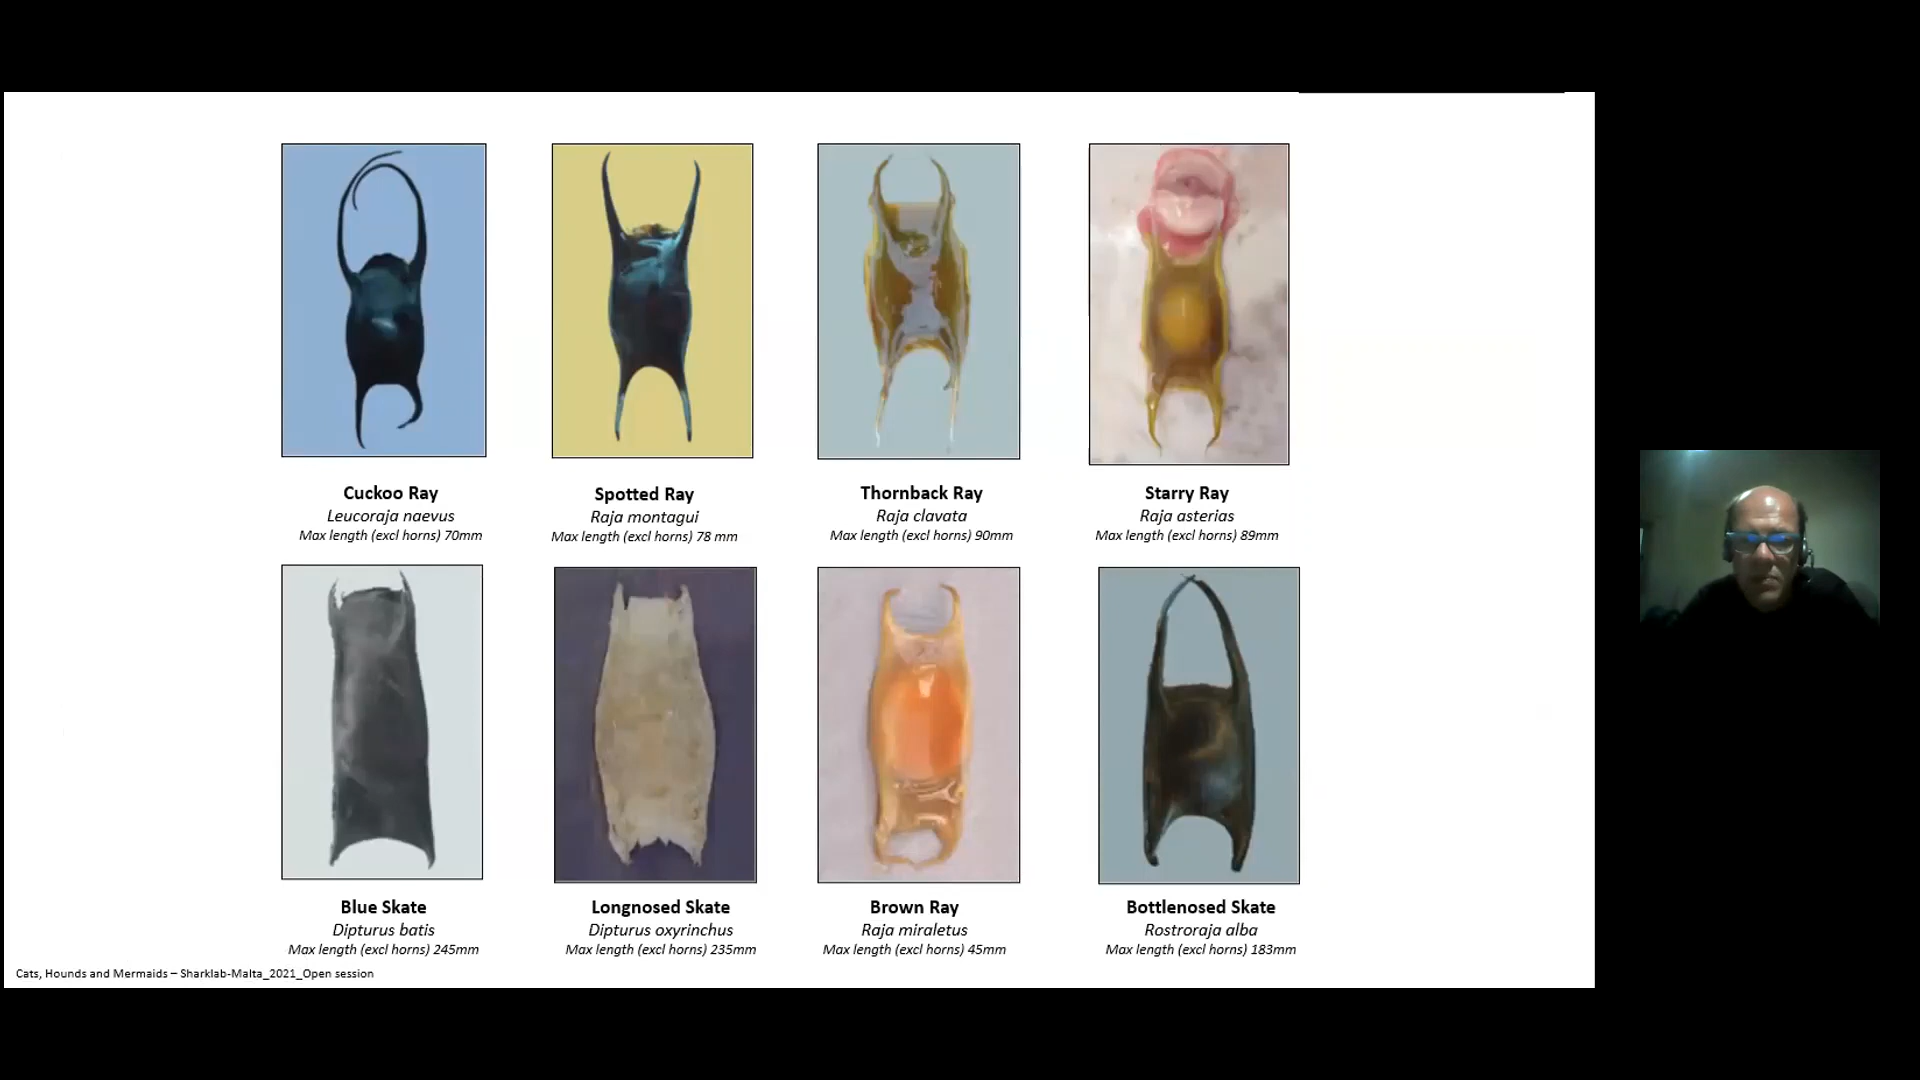 Cuckoo Ray
Leucoraja naevus
Max length (excl horns) 70mm
Spotted Ray
Raja montagui
Max length (excl horns) 78 mm
Thornback Ray
Raja clavata
Max length (excl horns) 90mm
Starry Ray
Raja asterias
Max length (excl horns) 89mm
Blue Skate
Dipturus batis
Max length (excl horns) 245mm
Longnosed Skate
Dipturus oxyrinchus
Max length (excl horns) 235mm
Brown Ray
Raja miraletus
Max length (excl horns) 45mm
Bottlenosed Skate
Rostroraja alba
Max length (excl horns) 183mm
Cats, Hounds and Mermaids – Sharklab-Malta_2021_Open session